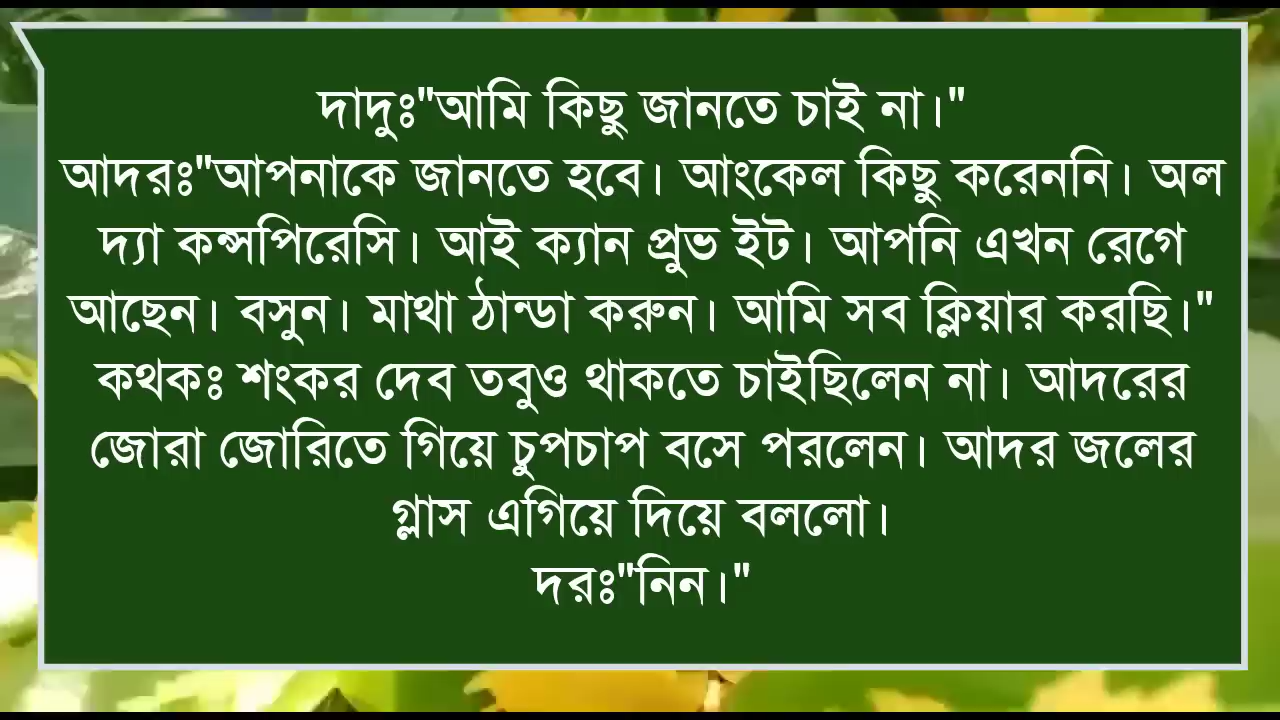 দাদুঃ"আমি কিছু জানতে চাই না।"
আদরঃ"আপনাকে জানতে হবে। আংকেল কিছু করেননি। অল
দ্যা কন্সপিরেসি। আই ক্যান প্রুভ ইট। আপনি এখন রেগে
আছেন। বসুন। মাথা ঠান্ডা করুন। আমি সব ক্লিয়ার করছি।"
কথকঃ শংকর দেব তবুও থাকতে চাইছিলেন না। আদরের
জোরা জোরিতে গিয়ে চুপচাপ বসে পরলেন। আদর জলের
গ্লাস এগিয়ে দিয়ে বললো।
দরঃ"নিন।"